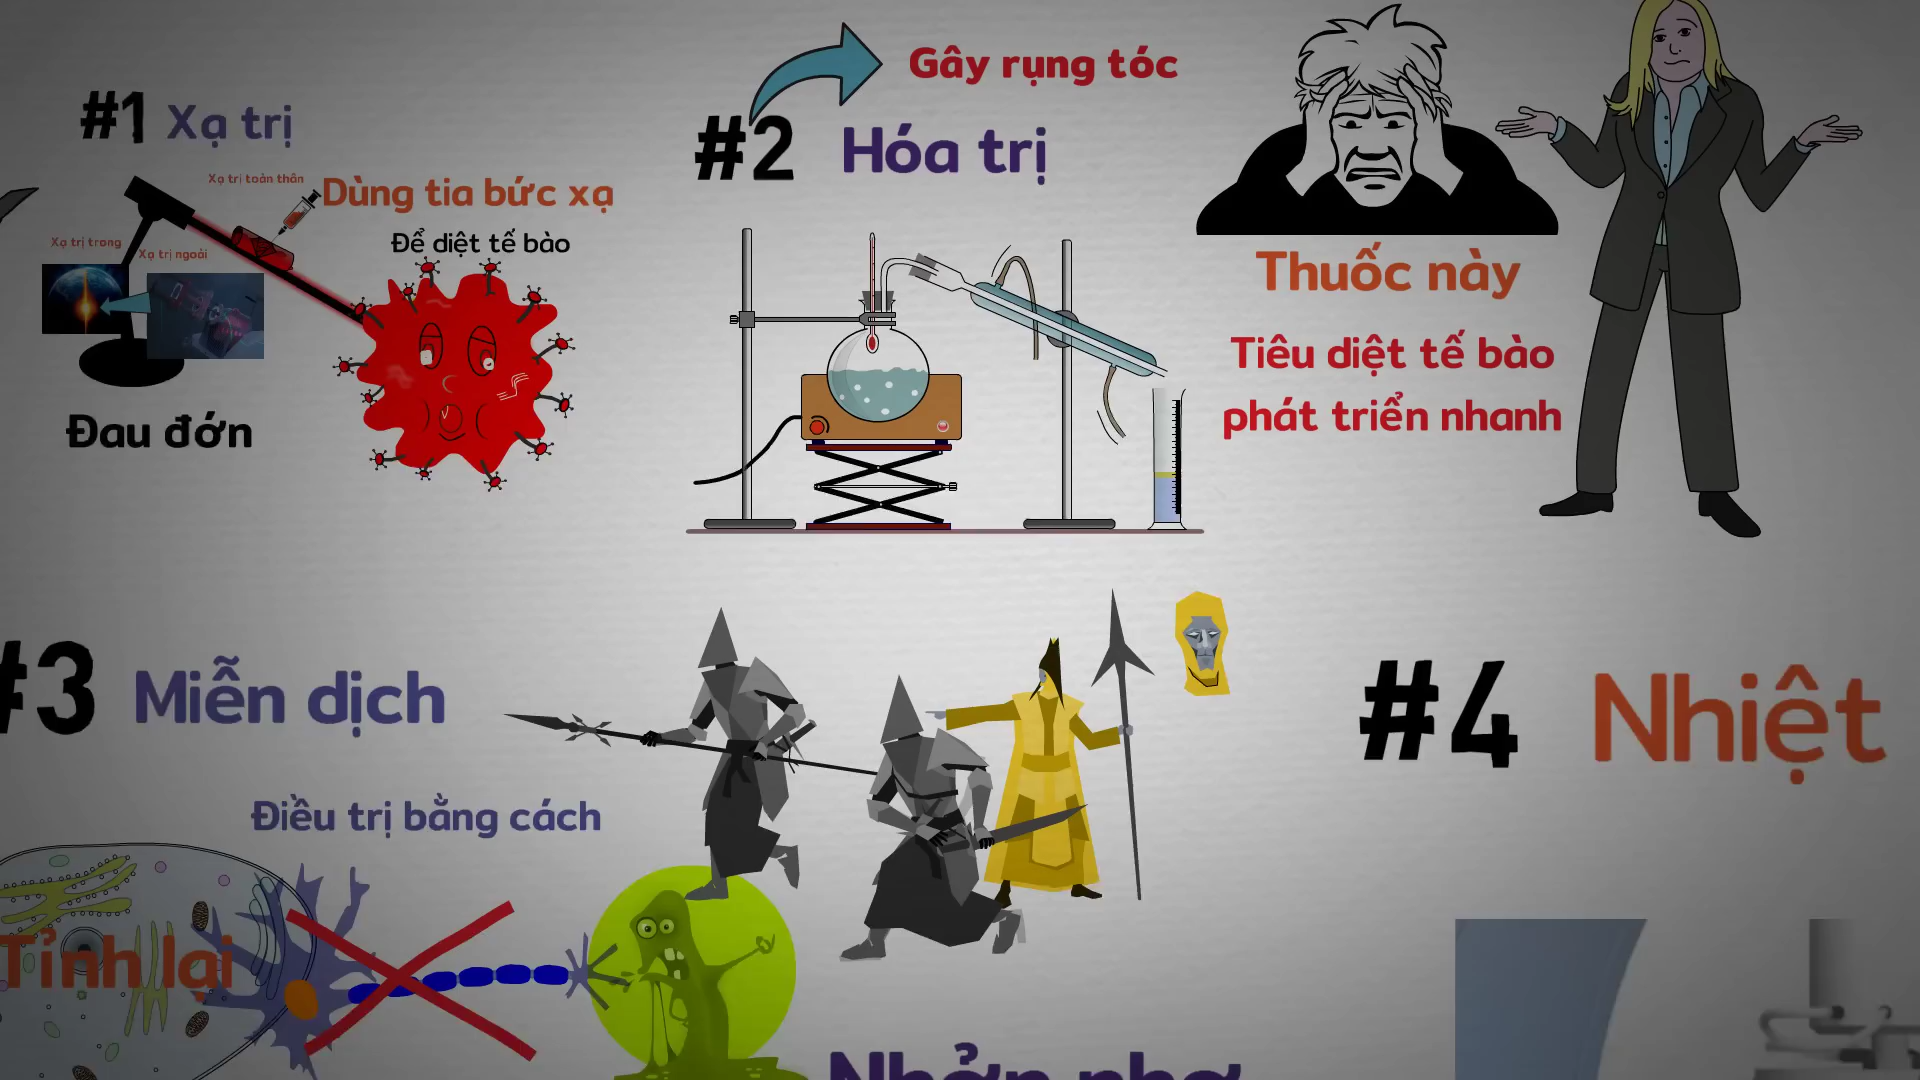 #1 Xạ trị
Xạ trị toàn thân
Dùng tia bức xạ
Để diệt tế bào
Xạ trị trong
Xạ trị ngoài
Đau đớn
Gây rụng tóc
#2 Hóa trị
Thuốc này
Tiêu diệt tế bào
phát triển nhanh
#3 Miễn dịch
Điều trị bằng cách
Tỉnh lại
#4 Nhiệt
Nhởn nhơ